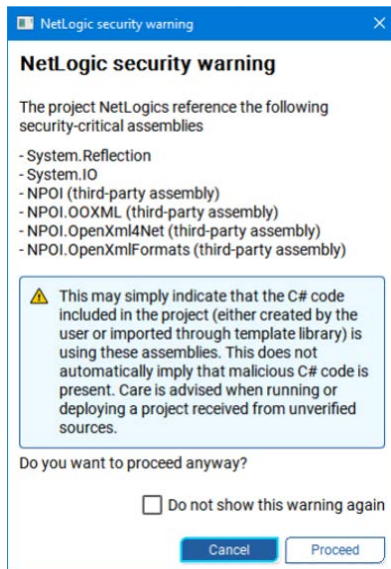 NetLogic security warning
NetLogic security warning
The project NetLogics reference the following
security-critical assemblies
- System.Reflection
- System.IO
- NPOI (third-party assembly)
- NPOI.OOXML (third-party assembly)
- NPOI.OpenXml4Net (third-party assembly)
- NPOI.OpenXmlFormats (third-party assembly)
This may simply indicate that the C# code
included in the project (either created by the
user or imported through template library) is
using these assemblies. This does not
automatically imply that malicious C# code is
present. Care is advised when running or
deploying a project received from unverified
sources.
Do you want to proceed anyway?
Do not show this warning again
Cancel Proceed